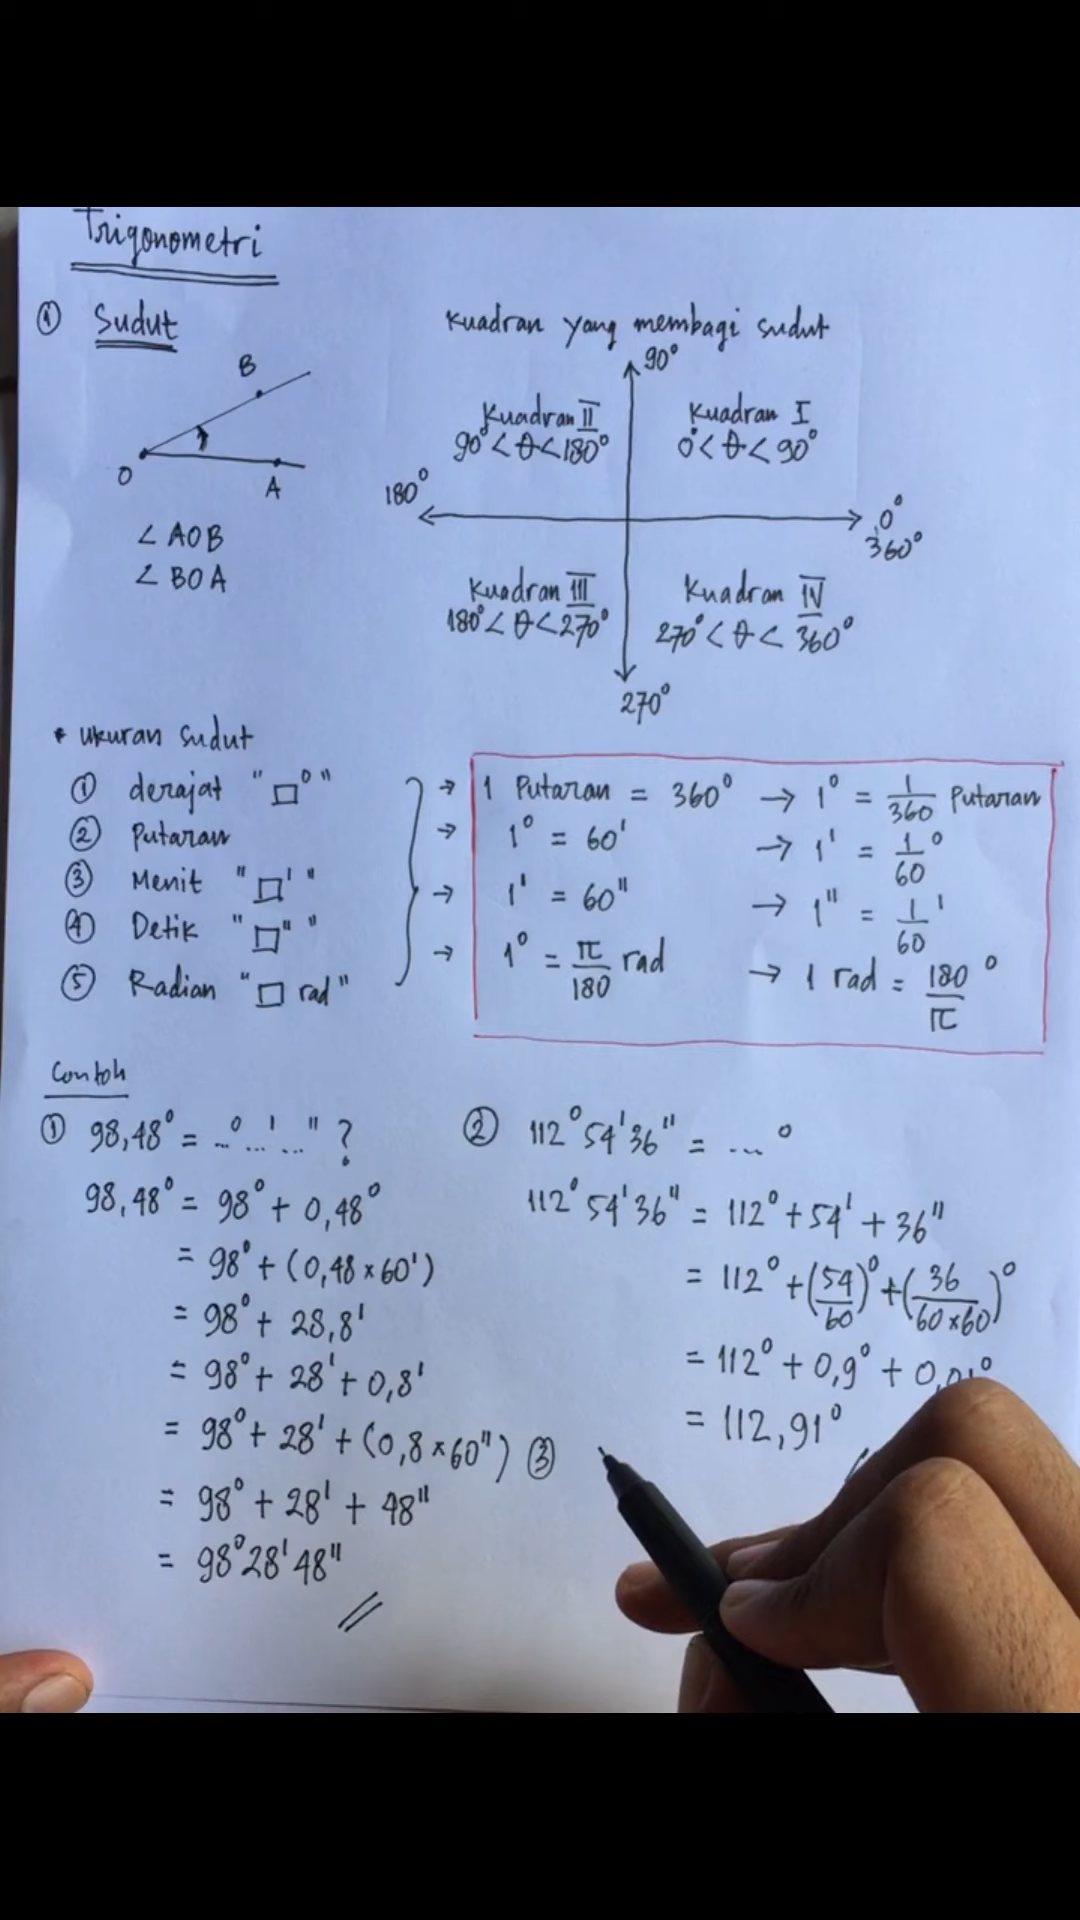 Trigonometri
① Sudut
B
O
A
∠ AOB
∠ BOA
Kuadran yang membagi sudut
90°
Kuadran II
90° < θ < 180°
Kuadran I
0° < θ < 90°
180°
0°
360°
Kuadran III
180° < θ < 270°
Kuadran IV
270° < θ < 360°
270°
* Ukuran Sudut
① derajat "□°"
② Putaran
③ Menit "□'"
④ Detik "□""
⑤ Radian "□ rad"
→ 1 Putaran = 360° → 1° = 1/360 Putaran
→ 1° = 60' → 1' = 1/60°
→ 1' = 60" → 1" = 1/60'
→ 1° = π/180 rad → 1 rad = 180/π°
Contoh
① 98,48° = ...° ...' ..." ?
98,48° = 98° + 0,48°
= 98° + (0,48 × 60')
= 98° + 28,8'
= 98° + 28' + 0,8'
= 98° + 28' + (0,8 × 60")
= 98° + 28' + 48"
= 98° 28' 48"
② 112° 54' 36" = ...°
112° 54' 36" = 112° + 54' + 36"
= 112° + (54/60)° + (36/60×60)°
= 112° + 0,9° + 0,01°
= 112,91°
③